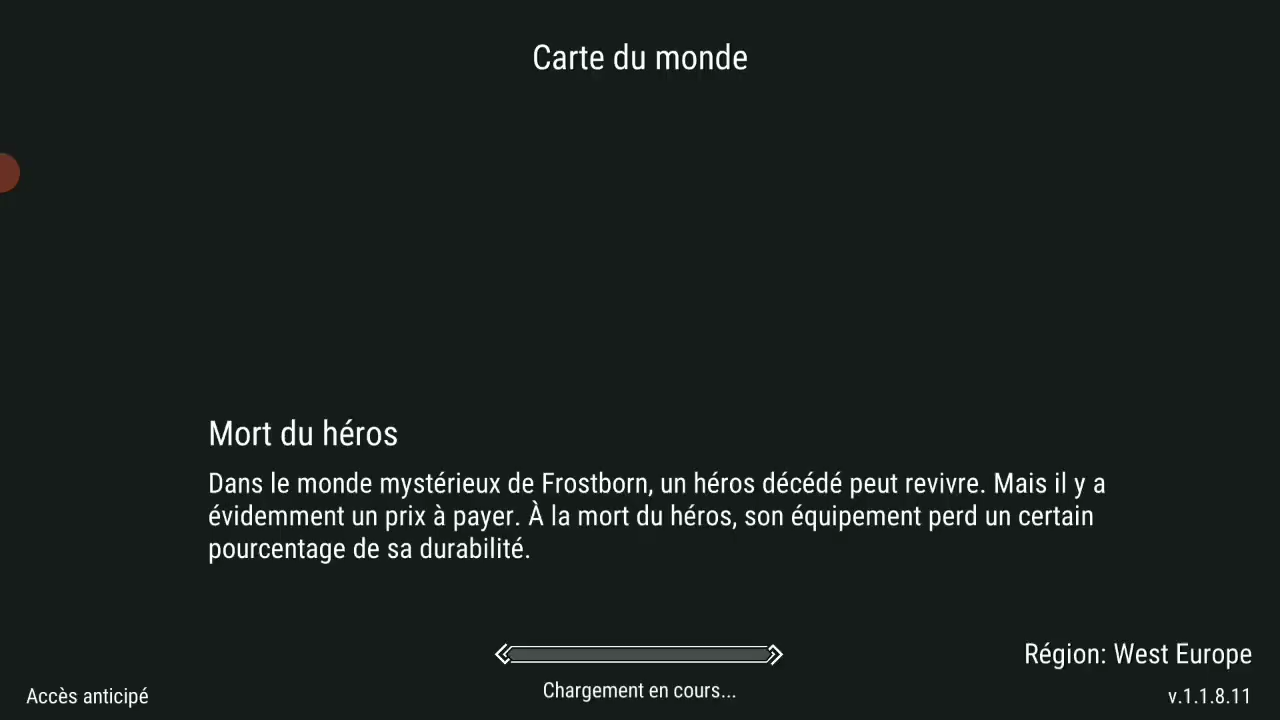 Carte du monde
Mort du héros
Dans le monde mystérieux de Frostborn, un héros décédé peut revivre. Mais il y a
évidemment un prix à payer. À la mort du héros, son équipement perd un certain
pourcentage de sa durabilité.
Région: West Europe
Chargement en cours...
Accès anticipé
v.1.1.8.11